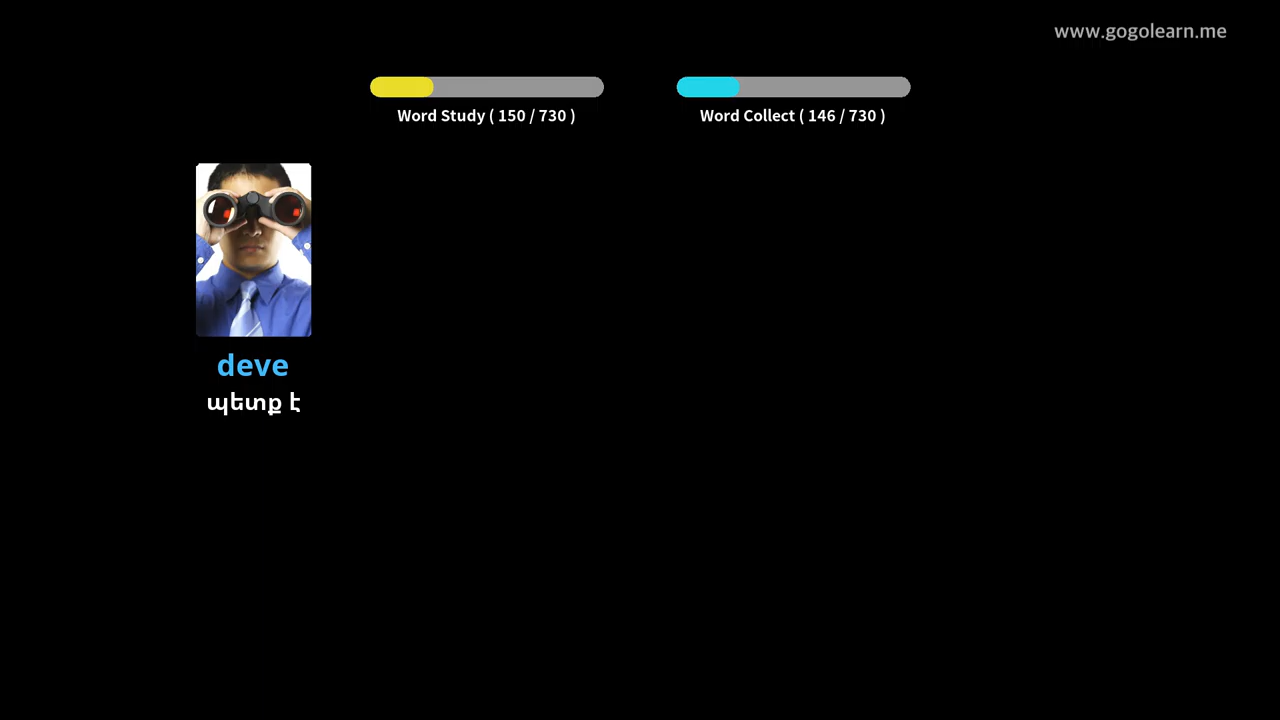 www.gogolearn.me
Word Study ( 150 / 730 )
Word Collect ( 146 / 730 )
deve
պետք է